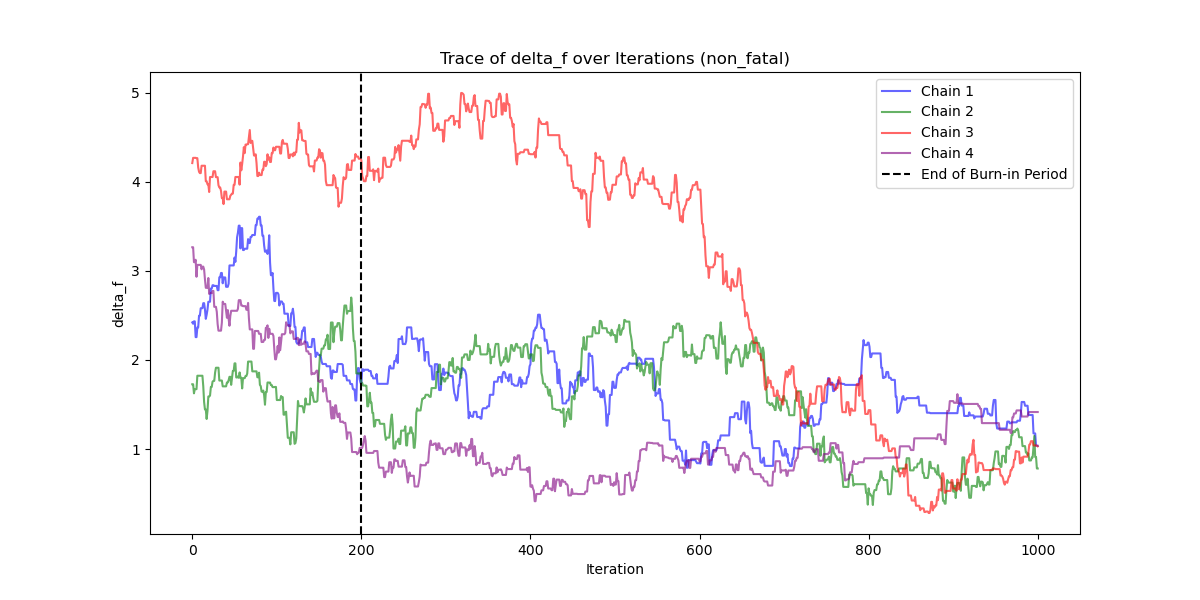 Trace of delta_f over Iterations (non_fatal)
Chain 1
Chain 2
Chain 3
Chain 4
End of Burn-in Period
delta_f
5
4
3
2
1
0 200 400 600 800 1000
Iteration